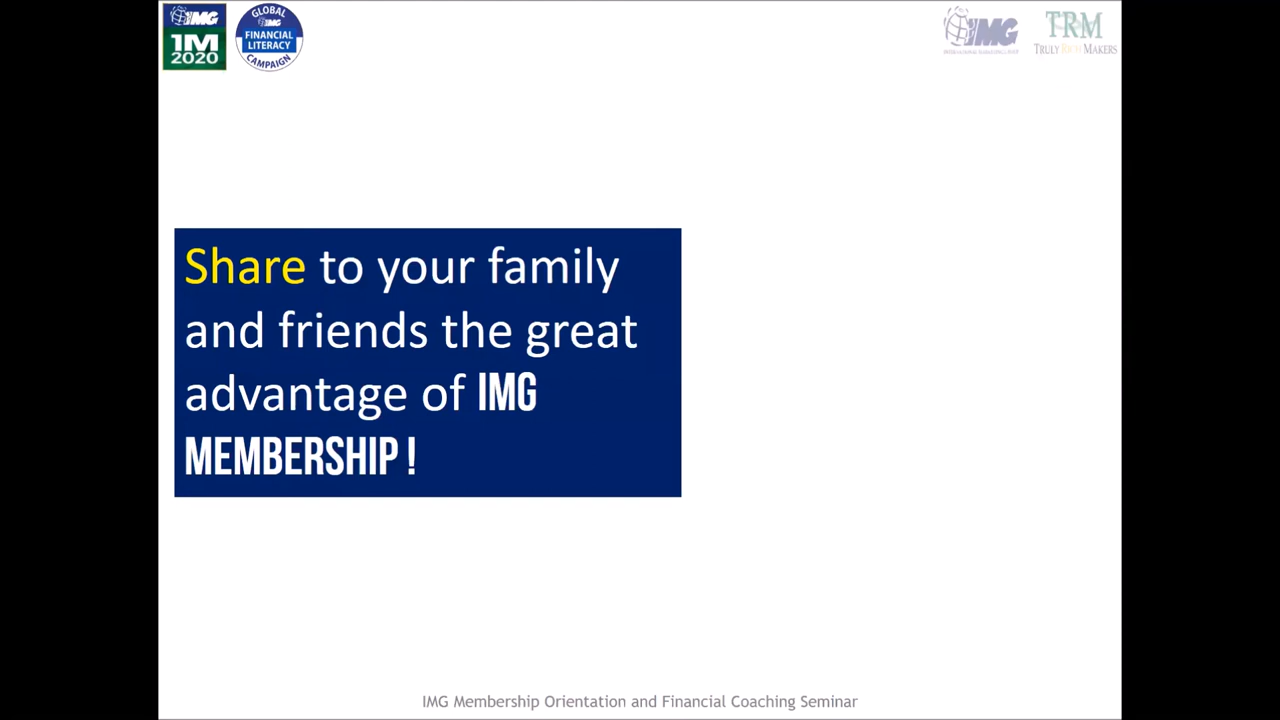 IMG
1M
2020
GLOBAL
IMG
FINANCIAL
LITERACY
CAMPAIGN
IMG
TRM
TRULY RICH MAKERS
Share to your family
and friends the great
advantage of IMG
MEMBERSHIP !
IMG Membership Orientation and Financial Coaching Seminar